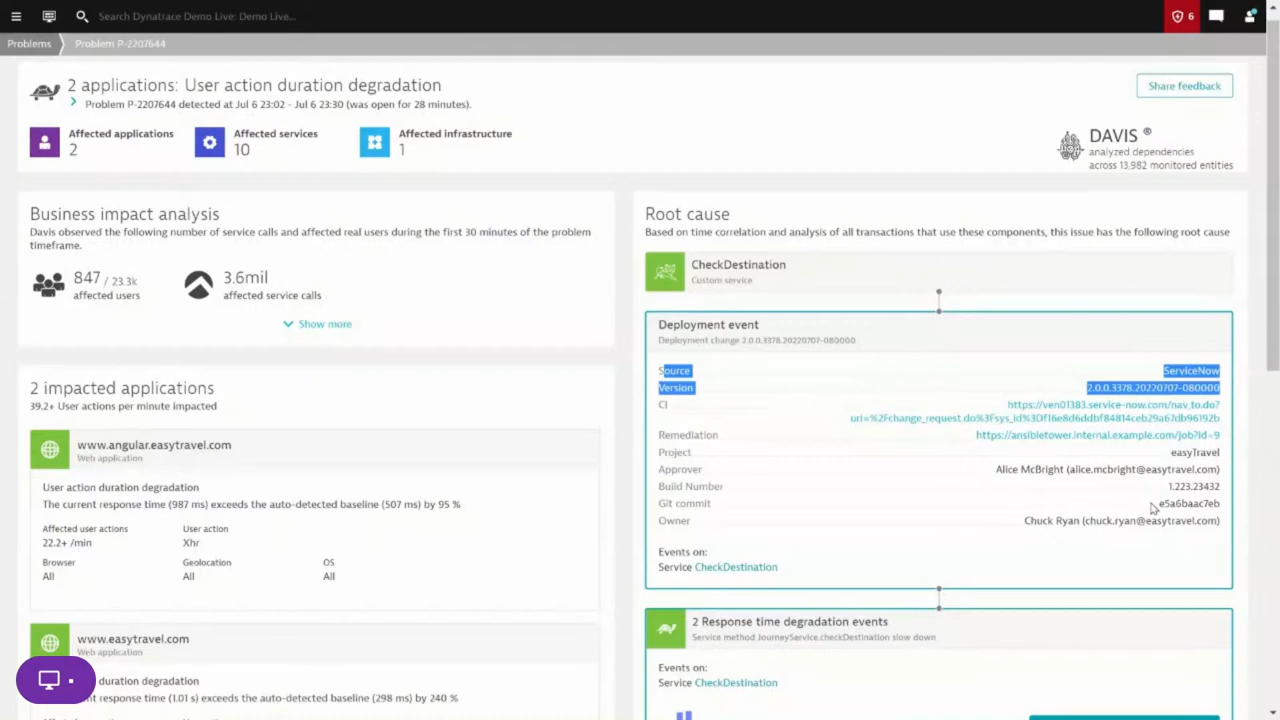 Search Dynatrace Demo Live: Demo Live...
6
Problems
Problem P-2207644
2 applications: User action duration degradation
Problem P-2207644 detected at Jul 6 23:02 - Jul 6 23:30 (was open for 28 minutes).
Share feedback
Affected applications
2
Affected services
10
Affected infrastructure
1
DAVIS ®
analyzed dependencies
across 13,982 monitored entities
Business impact analysis
Davis observed the following number of service calls and affected real users during the first 30 minutes of the problem
timeframe.
847 / 23.3k
affected users
3.6mil
affected service calls
Show more
2 impacted applications
39.2+ User actions per minute impacted
www.angular.easytravel.com
Web application
User action duration degradation
The current response time (987 ms) exceeds the auto-detected baseline (507 ms) by 95 %
Affected user actions
22.2+ /min
User action
Xhr
Browser
All
Geolocation
All
OS
All
www.easytravel.com
Web application
duration degradation
response time (1.01 s) exceeds the auto-detected baseline (298 ms) by 240 %
Root cause
Based on time correlation and analysis of all transactions that use these components, this issue has the following root cause
CheckDestination
Custom service
Deployment event
Deployment change 2.0.0.3378.20220707-080000
Source ServiceNow
Version 2.0.0.3378.20220707-080000
CI https://ven01383.service-now.com/nav_to.do?
uri=%2Fchange_request.do%3Fsys_id%3Df16e8d6ddbf84814ceb29a67db96192b
Remediation https://ansibletower.internal.example.com/job?id=9
Project easyTravel
Approver Alice McBright (alice.mcbright@easytravel.com)
Build Number 1.223.23432
Git commit e5a6baac7eb
Owner Chuck Ryan (chuck.ryan@easytravel.com)
Events on:
Service CheckDestination
2 Response time degradation events
Service method JourneyService.checkDestination slow down
Events on:
Service CheckDestination